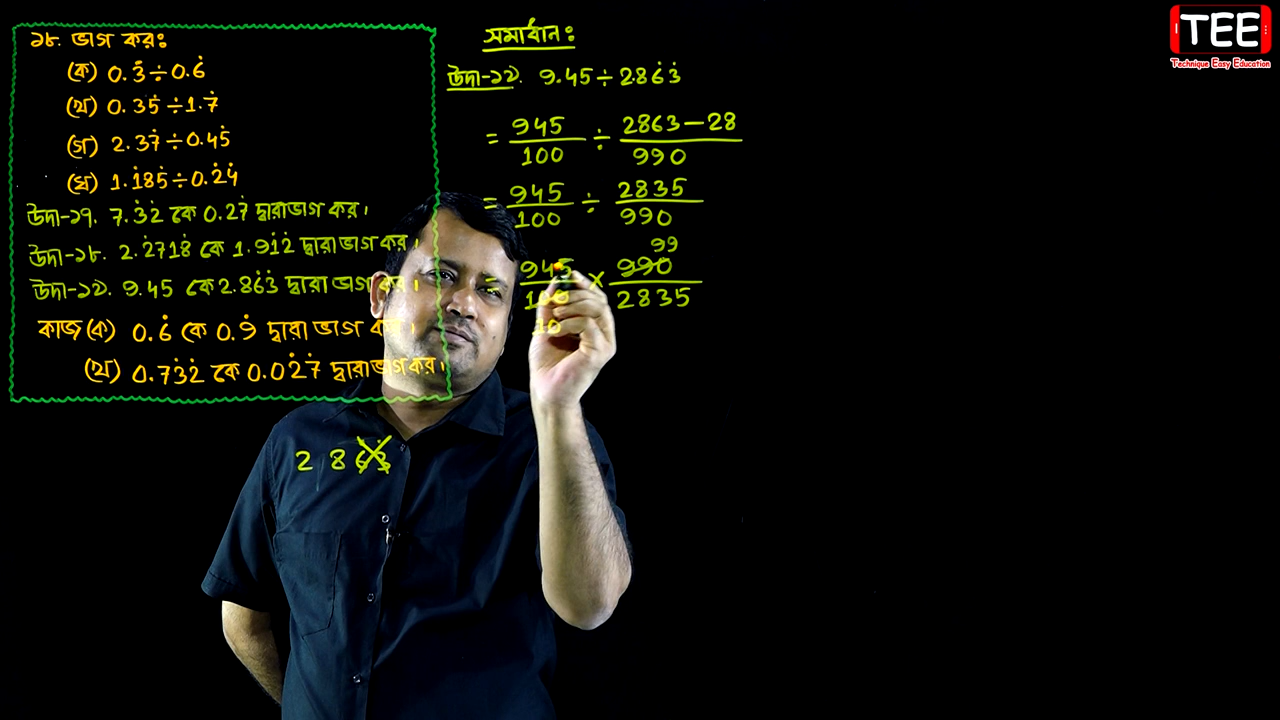 ১৮. ভাগ কর:
(ক) 0.3̇ ÷ 0.6̇
(খ) 0.35̇ ÷ 1.7̇
(গ) 2.37̇ ÷ 0.45̇
(ঘ) 1.1̇85̇ ÷ 0.2̇4̇
উদা-১৭. 7.3̇2̇ কে 0.27̇ দ্বারা ভাগ কর।
উদা-১৮. 2.2̇718̇ কে 1.91̇2̇ দ্বারা ভাগ কর।
উদা-১৯. 9.45 কে 2.86̇3̇ দ্বারা ভাগ কর।
কাজ (ক) 0.6̇ কে 0.9̇ দ্বারা ভাগ কর।
(খ) 0.73̇2̇ কে 0.02̇7̇ দ্বারা ভাগ কর।
সমাধান:
উদা-১৯. 9.45 ÷ 2.86̇3̇
= 945/100 ÷ 2863−28/990
= 945/100 ÷ 2835/990
99
= 945/100 × 990/2835
10
2 8 6̇3̇
TEE
Technique Easy Education